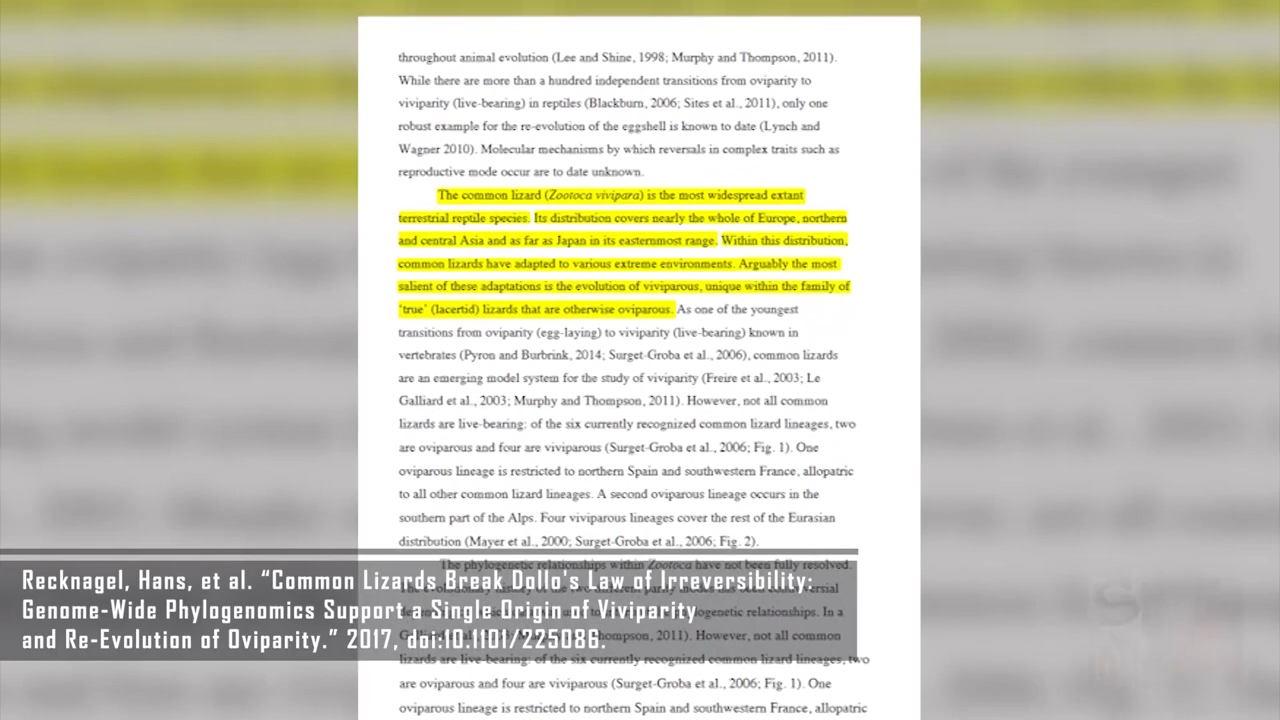 throughout animal evolution (Lee and Shine, 1998; Murphy and Thompson, 2011).
While there are more than a hundred independent transitions from oviparity to
viviparity (live-bearing) in reptiles (Blackburn, 2006; Sites et al., 2011), only one
robust example for the re-evolution of the eggshell is known to date (Lynch and
Wagner 2010). Molecular mechanisms by which reversals in complex traits such as
reproductive mode occur are to date unknown.
The common lizard (Zootoca vivipara) is the most widespread extant
terrestrial reptile species. Its distribution covers nearly the whole of Europe, northern
and central Asia and as far as Japan in its easternmost range. Within this distribution,
common lizards have adapted to various extreme environments. Arguably the most
salient of these adaptations is the evolution of viviparous, unique within the family of
‘true’ (lacertid) lizards that are otherwise oviparous. As one of the youngest
transitions from oviparity (egg-laying) to viviparity (live-bearing) known in
vertebrates (Pyron and Burbrink, 2014; Surget-Groba et al., 2006), common lizards
are an emerging model system for the study of viviparity (Freire et al., 2003; Le
Galliard et al., 2003; Murphy and Thompson, 2011). However, not all common
lizards are live-bearing: of the six currently recognized common lizard lineages, two
are oviparous and four are viviparous (Surget-Groba et al., 2006; Fig. 1). One
oviparous lineage is restricted to northern Spain and southwestern France, allopatric
to all other common lizard lineages. A second oviparous lineage occurs in the
southern part of the Alps. Four viviparous lineages cover the rest of the Eurasian
distribution (Mayer et al., 2000; Surget-Groba et al., 2006; Fig. 2).
The phylogenetic relationships within Zootoca have not been fully resolved.
Recknagel, Hans, et al. “Common Lizards Break Dollo’s Law of Irreversibility:
Genome-Wide Phylogenomics Support a Single Origin of Viviparity
and Re-Evolution of Oviparity.” 2017, doi:10.1101/225086.
hompson, 2011). However, not all common
lizards are live-bearing: of the six currently recognized common lizard lineages, two
are oviparous and four are viviparous (Surget-Groba et al., 2006; Fig. 1). One
oviparous lineage is restricted to northern Spain and southwestern France, allopatric